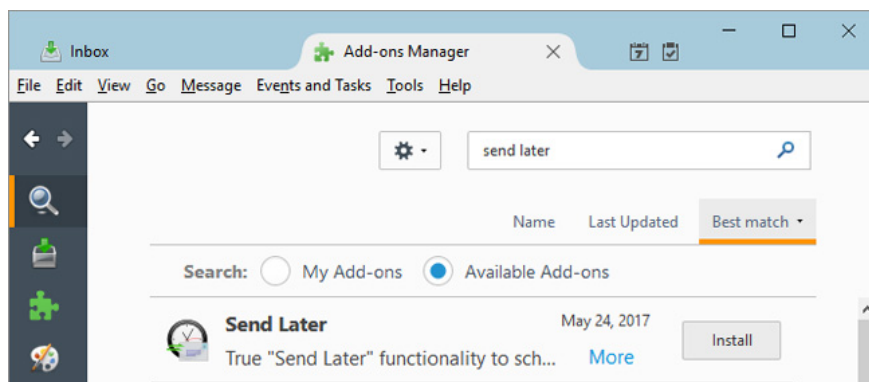 Inbox
Add-ons Manager
7
File Edit View Go Message Events and Tasks Tools Help
send later
Name Last Updated Best match
Search: My Add-ons Available Add-ons
Send Later May 24, 2017
Install
True "Send Later" functionality to sch... More